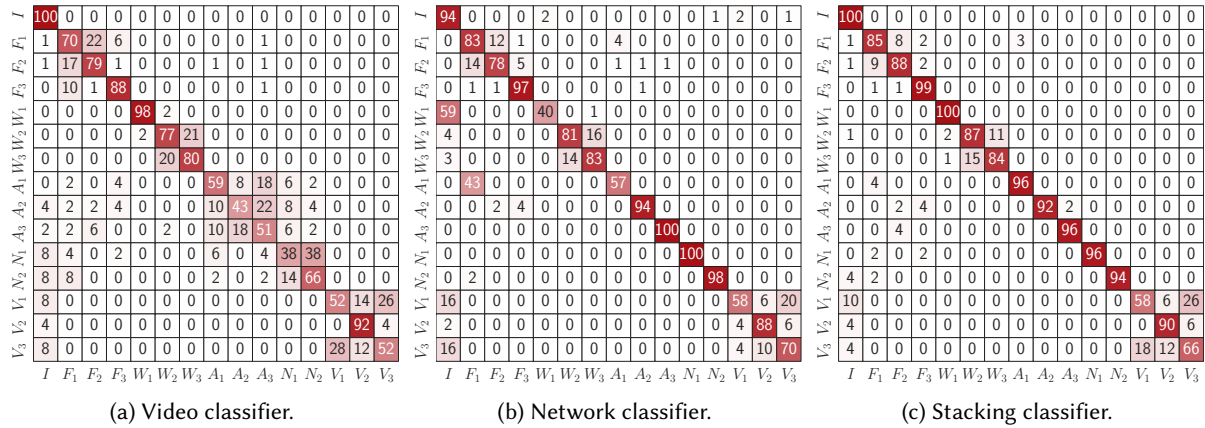 I 100 0 0 0 0 0 0 0 0 0 0 0 0 0 0
F₁ 1 70 22 6 0 0 0 0 0 1 0 0 0 0 0
F₂ 1 17 79 1 0 0 0 1 0 1 0 0 0 0 0
F₃ 0 10 1 88 0 0 0 0 0 1 0 0 0 0 0
W₁ 0 0 0 0 98 2 0 0 0 0 0 0 0 0 0
W₂ 0 0 0 0 2 77 21 0 0 0 0 0 0 0 0
W₃ 0 0 0 0 0 20 80 0 0 0 0 0 0 0 0
A₁ 0 2 0 4 0 0 0 59 8 18 6 2 0 0 0
A₂ 4 2 2 4 0 0 0 10 43 22 8 4 0 0 0
A₃ 2 2 6 0 0 2 0 10 18 51 6 2 0 0 0
N₁ 8 4 0 2 0 0 0 6 0 4 38 38 0 0 0
N₂ 8 8 0 0 0 0 0 2 0 2 14 66 0 0 0
V₁ 8 0 0 0 0 0 0 0 0 0 0 0 52 14 26
V₂ 4 0 0 0 0 0 0 0 0 0 0 0 0 92 4
V₃ 8 0 0 0 0 0 0 0 0 0 0 0 28 12 52
I F₁ F₂ F₃ W₁ W₂ W₃ A₁ A₂ A₃ N₁ N₂ V₁ V₂ V₃
(a) Video classifier.
94 0 0 0 2 0 0 0 0 0 1 2 0 0 1
0 83 12 1 0 0 0 4 0 0 0 0 0 0 0
0 14 78 5 0 0 0 1 1 1 0 0 0 0 0
0 1 1 97 0 0 0 0 1 0 0 0 0 0 0
59 0 0 0 40 0 1 0 0 0 0 0 0 0 0
4 0 0 0 0 81 16 0 0 0 0 0 0 0 0
3 0 0 0 0 14 83 0 0 0 0 0 0 0 0
0 43 0 0 0 0 0 57 0 0 0 0 0 0 0
0 0 2 4 0 0 0 0 94 0 0 0 0 0 0
0 0 0 0 0 0 0 0 0 100 0 0 0 0 0
0 0 0 0 0 0 0 0 0 0 100 0 0 0 0
0 2 0 0 0 0 0 0 0 0 0 98 0 0 0
16 0 0 0 0 0 0 0 0 0 0 0 58 6 20
2 0 0 0 0 0 0 0 0 0 0 0 4 88 6
16 0 0 0 0 0 0 0 0 0 0 0 4 10 70
I F₁ F₂ F₃ W₁ W₂ W₃ A₁ A₂ A₃ N₁ N₂ V₁ V₂ V₃
(b) Network classifier.
I 100 0 0 0 0 0 0 0 0 0 0 0 0 0 0
F₁ 1 85 8 2 0 0 0 3 0 0 0 0 0 0 0
F₂ 1 9 88 2 0 0 0 0 0 0 0 0 0 0 0
F₃ 0 1 1 99 0 0 0 0 0 0 0 0 0 0 0
W₁ 0 0 0 0 100 0 0 0 0 0 0 0 0 0 0
W₂ 1 0 0 0 2 87 11 0 0 0 0 0 0 0 0
W₃ 0 0 0 0 1 15 84 0 0 0 0 0 0 0 0
A₁ 0 4 0 0 0 0 0 96 0 0 0 0 0 0 0
A₂ 0 0 2 4 0 0 0 0 92 2 0 0 0 0 0
A₃ 0 0 4 0 0 0 0 0 0 96 0 0 0 0 0
N₁ 0 2 0 2 0 0 0 0 0 0 96 0 0 0 0
N₂ 4 2 0 0 0 0 0 0 0 0 0 94 0 0 0
V₁ 10 0 0 0 0 0 0 0 0 0 0 0 58 6 26
V₂ 4 0 0 0 0 0 0 0 0 0 0 0 0 90 6
V₃ 4 0 0 0 0 0 0 0 0 0 0 0 18 12 66
I F₁ F₂ F₃ W₁ W₂ W₃ A₁ A₂ A₃ N₁ N₂ V₁ V₂ V₃
(c) Stacking classifier.